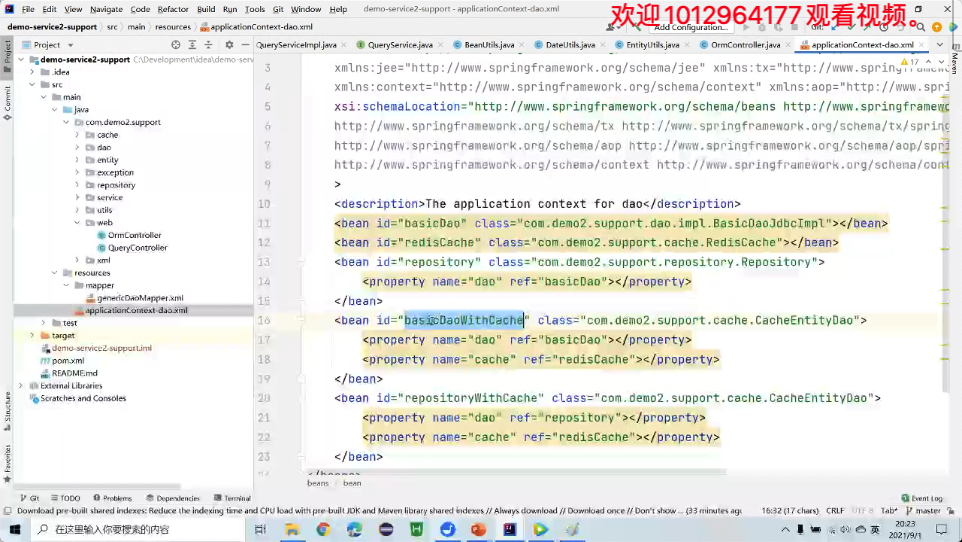 欢迎1012964177观看视频。
File Edit View Navigate Code Refactor Build Run Tools Git Window Help
demo-service2-support src main resources applicationContext-dao.xml
Add Configuration...
Project
QueryServiceImpl.java QueryService.java BeanUtils.java DateUtils.java EntityUtils.java OrmController.java applicationContext-dao.xml
demo-service2-support C:\Development\idea\demo-ser
.idea
src
main
java
com.demo2.support
cache
dao
entity
exception
repository
service
utils
web
OrmController
QueryController
xml
resources
mapper
genericDaoMapper.xml
applicationContext-dao.xml
test
target
demo-service2-support.iml
pom.xml
README.md
External Libraries
Scratches and Consoles
Project
Commit
Structure
Favorites
17
3 xmlns:jee="http://www.springframework.org/schema/jee" xmlns:tx="http://www.springfram
4 xmlns:context="http://www.springframework.org/schema/context" xmlns:aop="http://www.s
5 xsi:schemaLocation="http://www.springframework.org/schema/beans http://www.springfram
6 http://www.springframework.org/schema/tx http://www.springframework.org/schema/tx/spr
7 http://www.springframework.org/schema/aop http://www.springframework.org/schema/aop/s
8 http://www.springframework.org/schema/context http://www.springframework.org/schema/con
9 >
10 <description>The application context for dao</description>
11 <bean id="basicDao" class="com.demo2.support.dao.impl.BasicDaoJdbcImpl"></bean>
12 <bean id="redisCache" class="com.demo2.support.cache.RedisCache"></bean>
13 <bean id="repository" class="com.demo2.support.repository.Repository">
14 <property name="dao" ref="basicDao"></property>
15 </bean>
16 <bean id="basicDaoWithCache" class="com.demo2.support.cache.CacheEntityDao">
17 <property name="dao" ref="basicDao"></property>
18 <property name="cache" ref="redisCache"></property>
19 </bean>
20 <bean id="repositoryWithCache" class="com.demo2.support.cache.CacheEntityDao">
21 <property name="dao" ref="repository"></property>
22 <property name="cache" ref="redisCache"></property>
23 </bean>
beans bean
Maven
Git TODO Problems Dependencies Terminal Event Log
Download pre-built shared indexes: Reduce the indexing time and CPU load with pre-built JDK and Maven library shared indexes // Always download // Download once // Don't show... (33 minutes ago)
16:32 (17 chars) CRLF UTF-8 Tab* master
在这里输入你要搜索的内容
英
20:23
2021/9/1